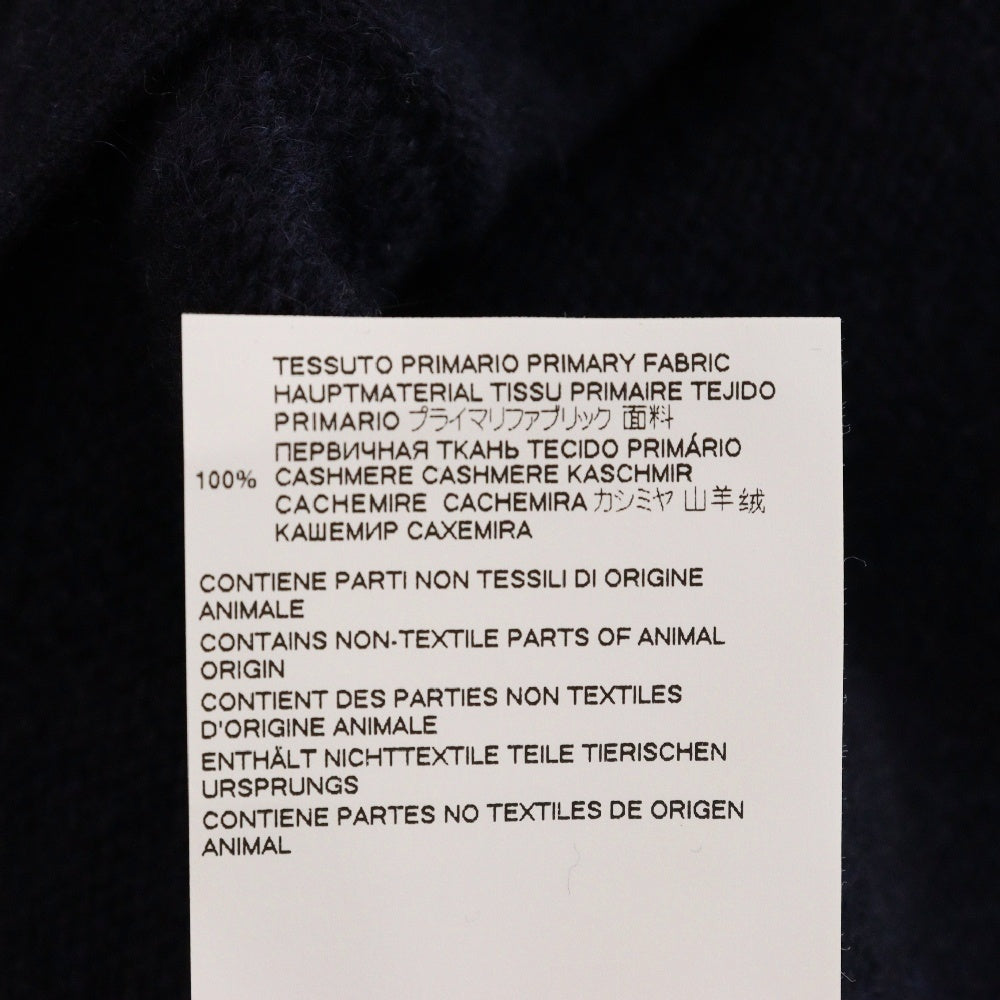 TESSUTO PRIMARIO PRIMARY FABRIC
HAUPTMATERIAL TISSU PRIMAIRE TEJIDO
PRIMARIO プライマリファブリック 面料
ПЕРВИЧНАЯ ТКАНЬ TECIDO PRIMÁRIO
100% CASHMERE CASHMERE KASCHMIR
CACHEMIRE CACHEMIRA カシミヤ 山羊绒
КАШЕМИР CAXEMIRA
CONTIENE PARTI NON TESSILI DI ORIGINE
ANIMALE
CONTAINS NON-TEXTILE PARTS OF ANIMAL
ORIGIN
CONTIENT DES PARTIES NON TEXTILES
D'ORIGINE ANIMALE
ENTHÄLT NICHTTEXTILE TEILE TIERISCHEN
URSPRUNGS
CONTIENE PARTES NO TEXTILES DE ORIGEN
ANIMAL